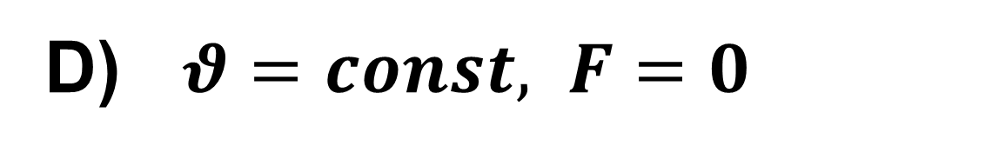 D) ϑ = const, F = 0